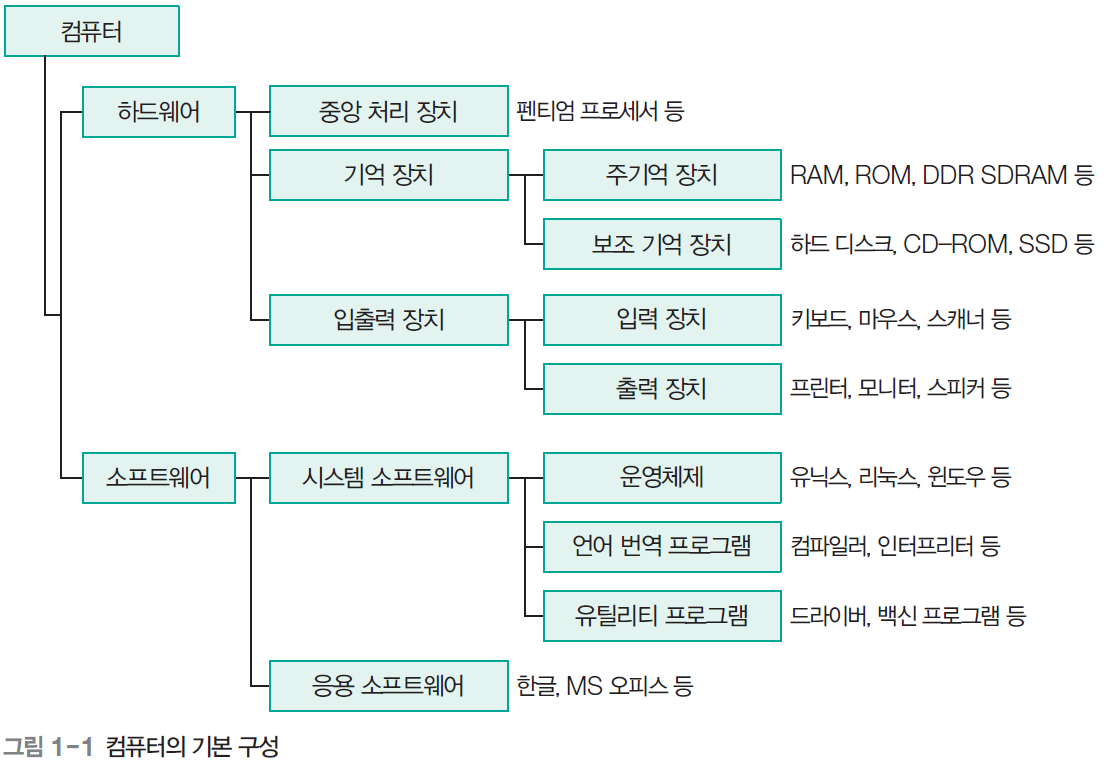 컴퓨터
하드웨어
중앙 처리 장치
펜티엄 프로세서 등
기억 장치
주기억 장치
RAM, ROM, DDR SDRAM 등
보조 기억 장치
하드 디스크, CD-ROM, SSD 등
입출력 장치
입력 장치
키보드, 마우스, 스캐너 등
출력 장치
프린터, 모니터, 스피커 등
소프트웨어
시스템 소프트웨어
운영체제
유닉스, 리눅스, 윈도우 등
언어 번역 프로그램
컴파일러, 인터프리터 등
유틸리티 프로그램
드라이버, 백신 프로그램 등
응용 소프트웨어
한글, MS 오피스 등
그림 1-1 컴퓨터의 기본 구성